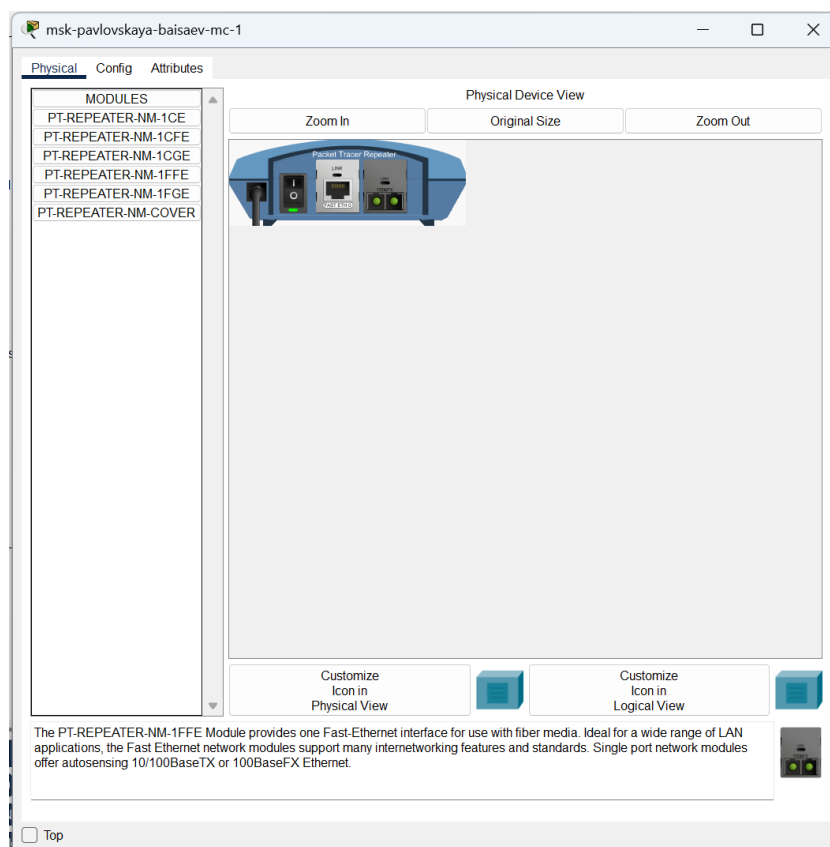 msk-pavlovskaya-baisaev-mc-1
Physical Config Attributes
MODULES
PT-REPEATER-NM-1CE
PT-REPEATER-NM-1CFE
PT-REPEATER-NM-1CGE
PT-REPEATER-NM-1FFE
PT-REPEATER-NM-1FGE
PT-REPEATER-NM-COVER
Physical Device View
Zoom In Original Size Zoom Out
Packet Tracer Repeater
LINK
FAST ETH 0
100MFX
Customize
Icon in
Physical View
Customize
Icon in
Logical View
The PT-REPEATER-NM-1FFE Module provides one Fast-Ethernet interface for use with fiber media. Ideal for a wide range of LAN
applications, the Fast Ethernet network modules support many internetworking features and standards. Single port network modules
offer autosensing 10/100BaseTX or 100BaseFX Ethernet.
Top